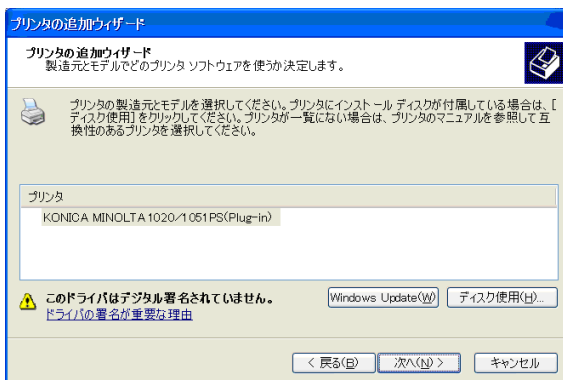 プリンタの追加ウィザード
プリンタの追加ウィザード
製造元とモデルでどのプリンタ ソフトウェアを使うか決定します。
プリンタの製造元とモデルを選択してください。プリンタにインストール ディスクが付属している場合は、[
ディスク使用] をクリックしてください。プリンタが一覧にない場合は、プリンタのマニュアルを参照して互
換性のあるプリンタを選択してください。
プリンタ
KONICA MINOLTA 1020/1051PS(Plug-in)
このドライバはデジタル署名されていません。
Windows Update(W)
ディスク使用(H)...
ドライバの署名が重要な理由
< 戻る(B)
次へ(N) >
キャンセル